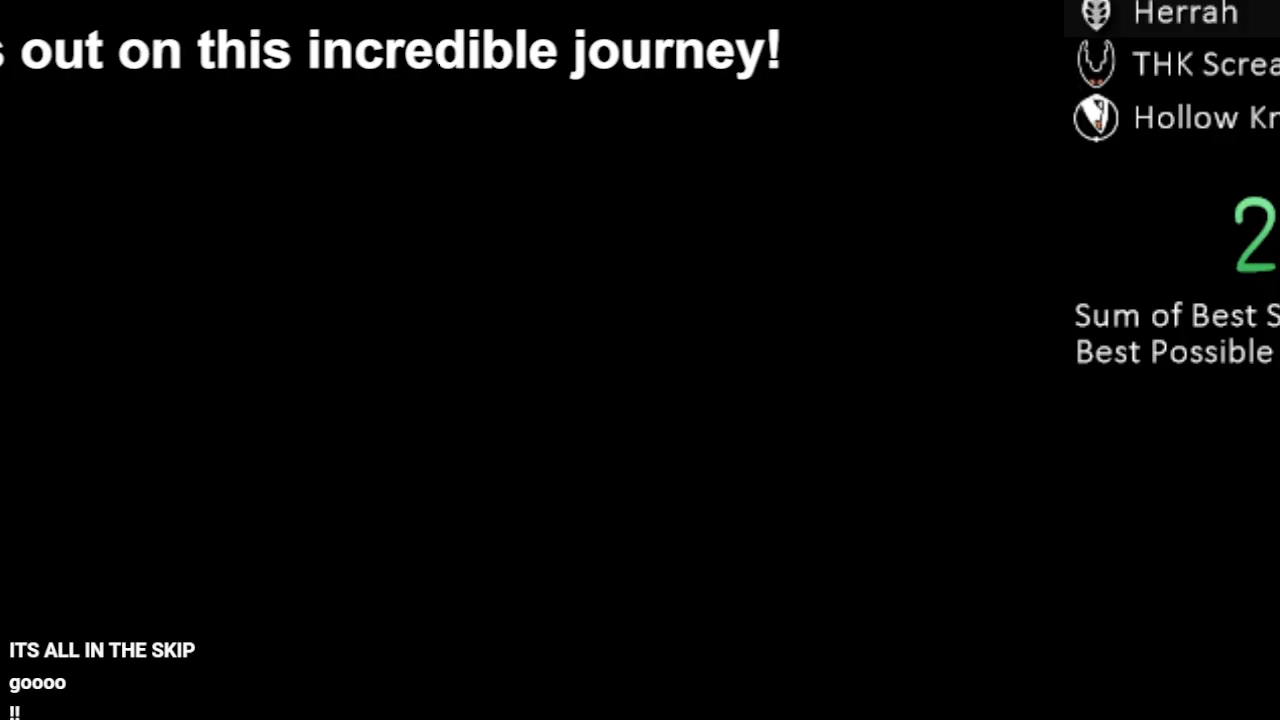 s out on this incredible journey!
Herrah
THK Screa
Hollow Kr
2
Sum of Best S
Best Possible
ITS ALL IN THE SKIP
goooo
!!